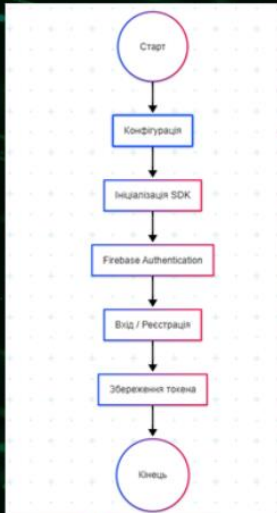 Старт
Конфігурація
Ініціалізація SDK
Firebase Authentication
Вхід / Реєстрація
Збереження токена
Кінець